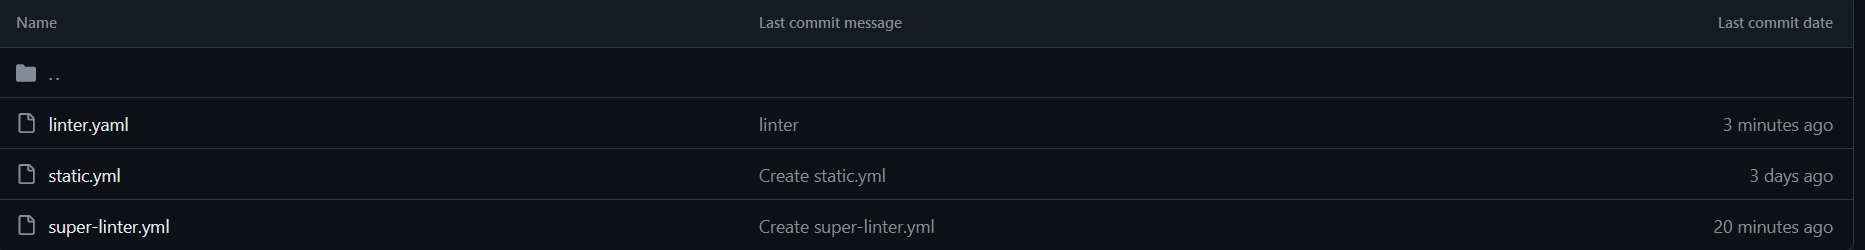 Name Last commit message Last commit date
..
linter.yaml linter 3 minutes ago
static.yml Create static.yml 3 days ago
super-linter.yml Create super-linter.yml 20 minutes ago